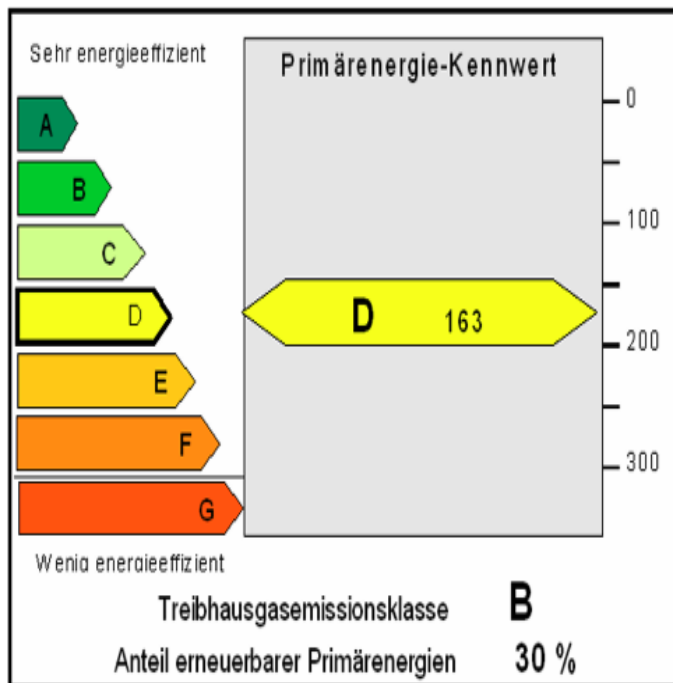 Sehr energieeffizient
Primärenergie-Kennwert
A
B
C
D
E
F
G
D 163
0
100
200
300
Wenig energieeffizient
Treibhausgasemissionsklasse B
Anteil erneuerbarer Primärenergien 30 %